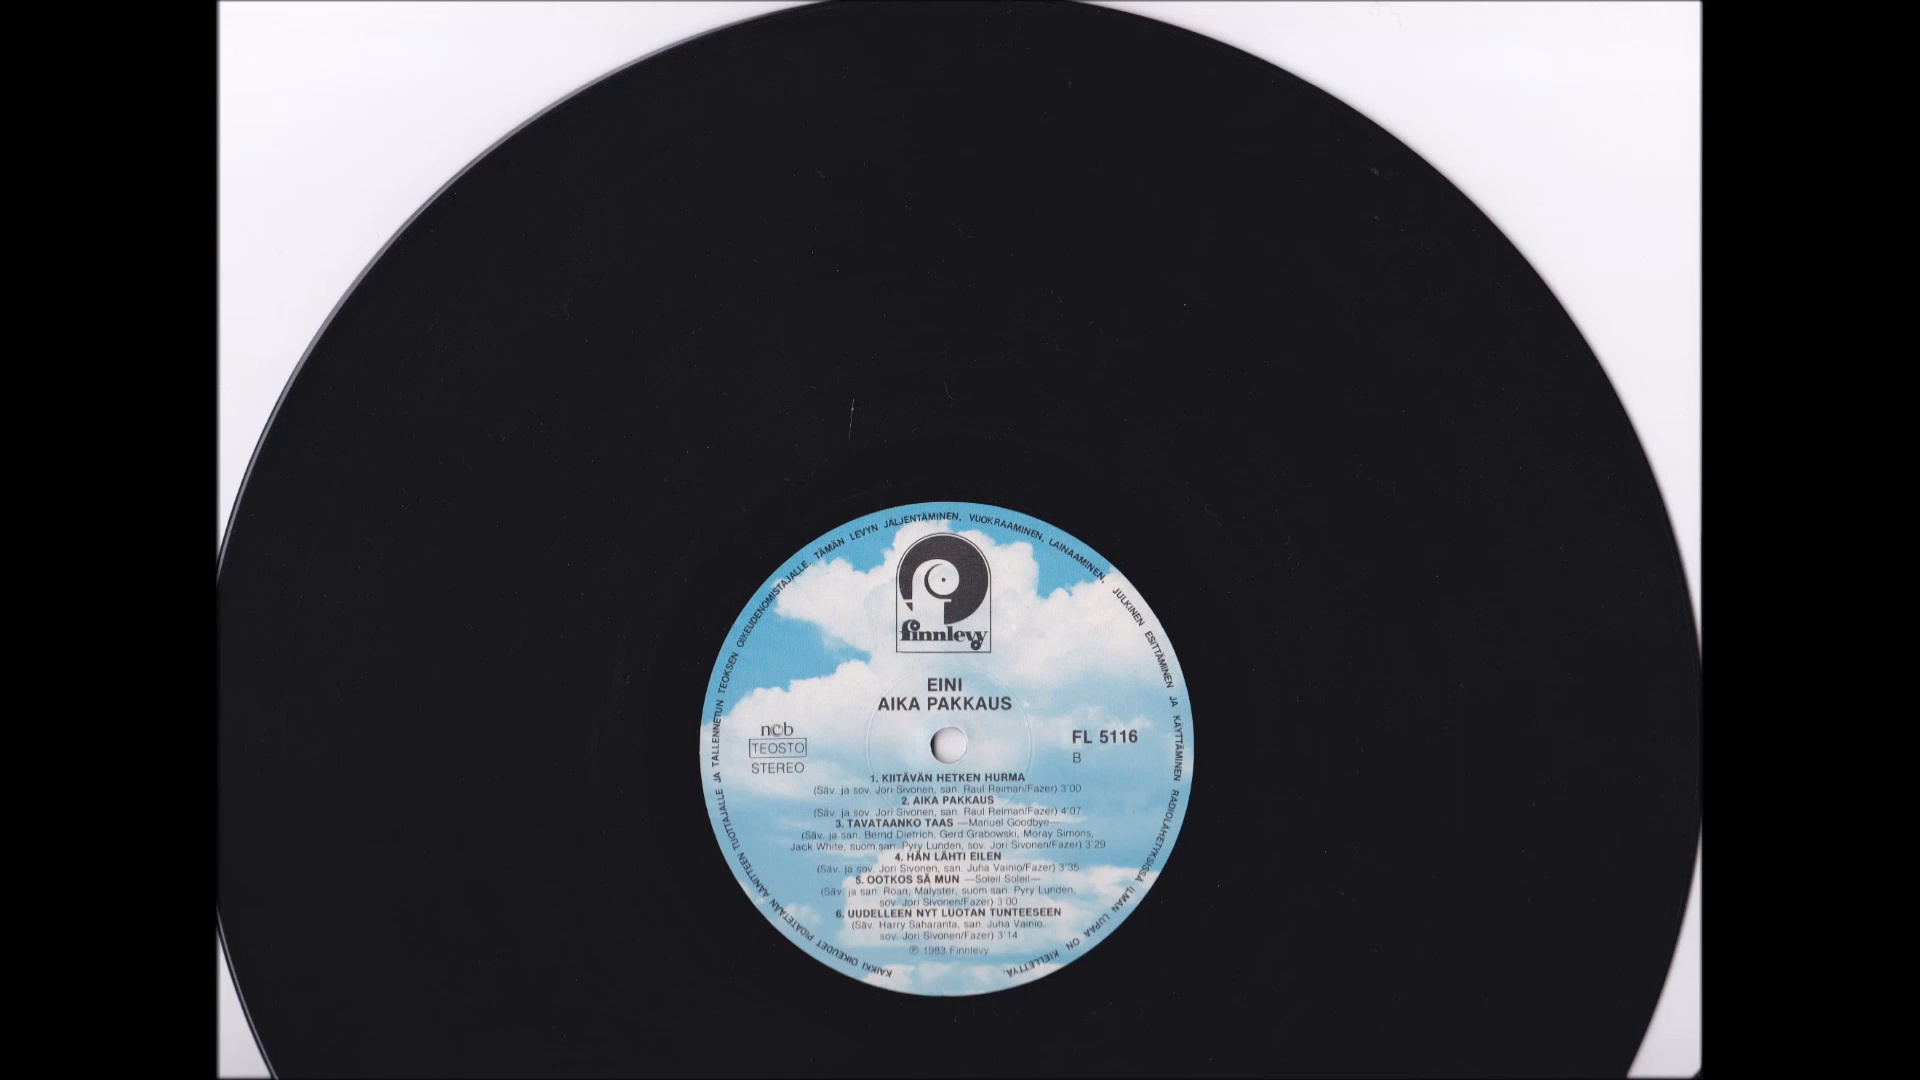 KAIKKI OIKEUDET PIDÄTETÄÄN ÄÄNITTEEN TUOTTAJALLE JA TALLENNETUN TEOKSEN OIKEUDENOMISTAJALLE. TÄMÄN LEVYN JÄLJENTÄMINEN, VUOKRAAMINEN, LAINAAMINEN, JULKINEN ESITTÄMINEN JA KÄYTTÄMINEN RADIOLÄHETYKSISSÄ ILMAN LUPAA ON KIELLETTYÄ.
finnlevy
EINI
AIKA PAKKAUS
ncb
TEOSTO
STEREO
FL 5116
B
1. KIITÄVÄN HETKEN HURMA
(Säv. ja sov. Jori Sivonen, san. Raul Reiman/Fazer) 3'00
2. AIKA PAKKAUS
(Säv. ja sov. Jori Sivonen, san. Raul Reiman/Fazer) 4'07
3. TAVATAANKO TAAS —Manuel Goodbye—
(Säv. ja san. Bernd Dietrich, Gerd Grabowski, Moray Simons,
Jack White, suom.san. Pyry Lunden, sov. Jori Sivonen/Fazer) 3'29
4. HÄN LÄHTI EILEN
(Säv. ja sov. Jori Sivonen, san. Juha Vainio/Fazer) 3'35
5. OOTKOS SÄ MUN —Soleil Soleil—
(Säv. ja san. Roan, Malyster, suom.san. Pyry Lunden,
sov. Jori Sivonen/Fazer) 3'00
6. UUDELLEEN NYT LUOTAN TUNTEESEEN
(Säv. Harry Saharanta, san. Juha Vainio,
sov. Jori Sivonen/Fazer) 3'14
℗ 1983 Finnlevy